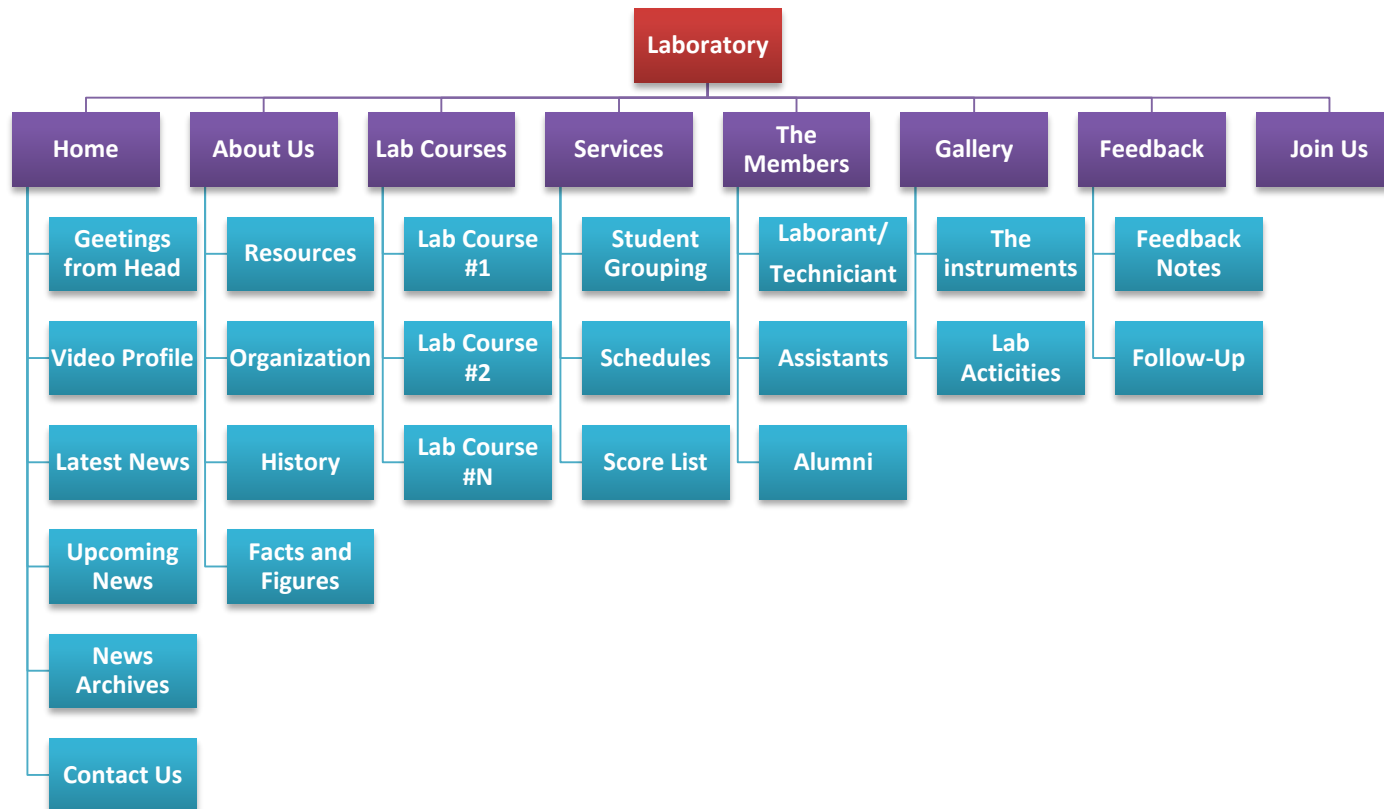 Laboratory
Home
About Us
Lab Courses
Services
The
Members
Gallery
Feedback
Join Us
Geetings
from Head
Video Profile
Latest News
Upcoming
News
News
Archives
Contact Us
Resources
Organization
History
Facts and
Figures
Lab Course
#1
Lab Course
#2
Lab Course
#N
Student
Grouping
Schedules
Score List
Laborant/
Techniciant
Assistants
Alumni
The
instruments
Lab
Acticities
Feedback
Notes
Follow-Up